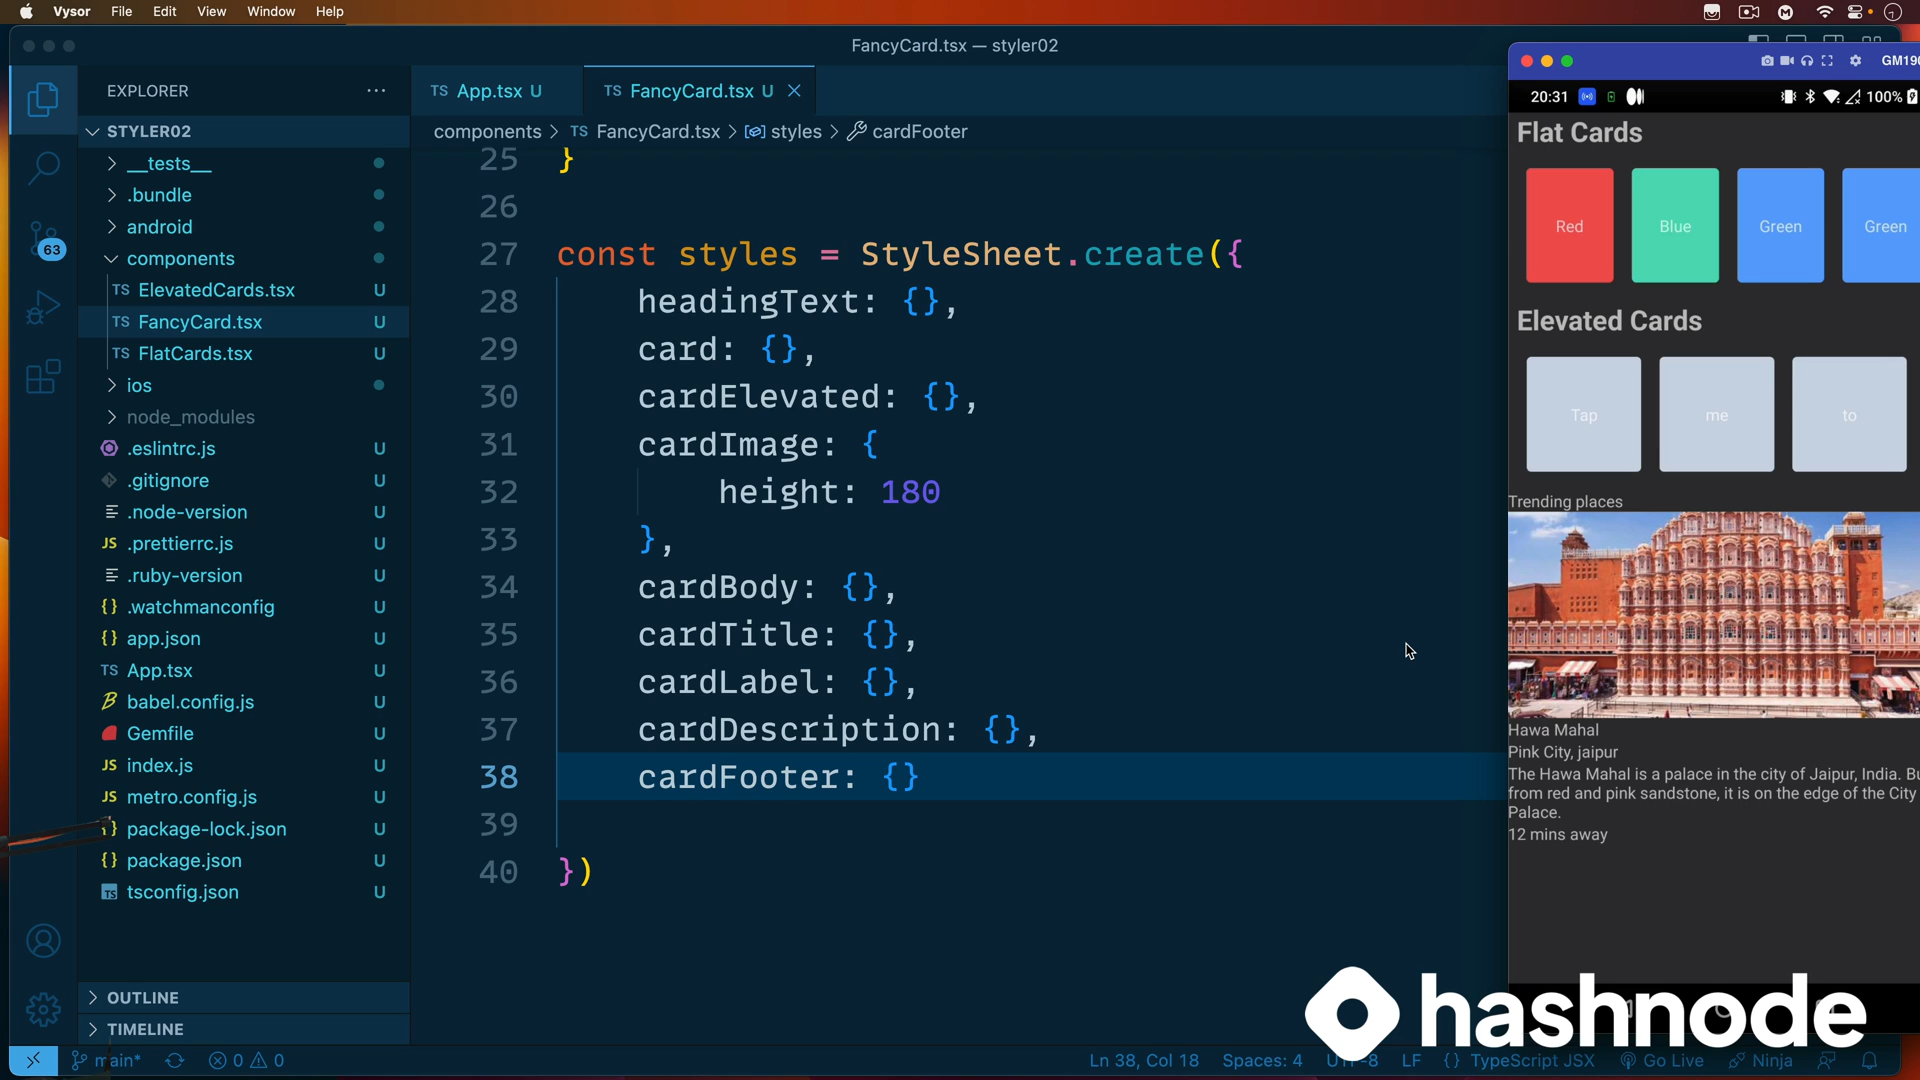 Vysor File Edit View Window Help
FancyCard.tsx — styler02
EXPLORER
STYLER02
__tests__
.bundle
android
components
TS ElevatedCards.tsx U
TS FancyCard.tsx U
TS FlatCards.tsx U
ios
node_modules
.eslintrc.js U
.gitignore U
.node-version U
JS .prettierrc.js U
.ruby-version U
{} .watchmanconfig U
{} app.json U
TS App.tsx U
babel.config.js U
Gemfile U
JS index.js U
JS metro.config.js U
{} package-lock.json U
{} package.json U
TS tsconfig.json U
OUTLINE
TIMELINE
63
TS App.tsx U
TS FancyCard.tsx U
components > TS FancyCard.tsx > styles > cardFooter
25 }
26
27 const styles = StyleSheet.create({
28 headingText: {},
29 card: {},
30 cardElevated: {},
31 cardImage: {
32 height: 180
33 },
34 cardBody: {},
35 cardTitle: {},
36 cardLabel: {},
37 cardDescription: {},
38 cardFooter: {}
39
40 })
GM190
20:31 100%
Flat Cards
Red Blue Green Green
Elevated Cards
Tap me to
Trending places
Hawa Mahal
Pink City, jaipur
The Hawa Mahal is a palace in the city of Jaipur, India.
from red and pink sandstone, it is on the edge of the City
Palace.
12 mins away
hashnode
main* 0 0
Ln 38, Col 18 Spaces: 4 UTF-8 LF {} TypeScript JSX Go Live Ninja